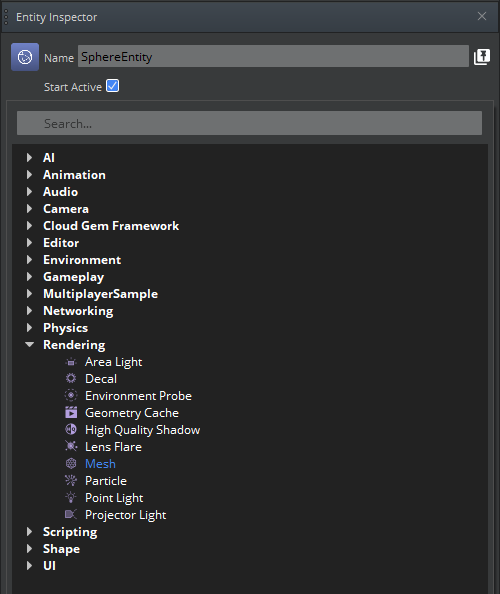 Entity Inspector
Name SphereEntity
Start Active
Search...
AI
Animation
Audio
Camera
Cloud Gem Framework
Editor
Environment
Gameplay
MultiplayerSample
Networking
Physics
Rendering
Area Light
Decal
Environment Probe
Geometry Cache
High Quality Shadow
Lens Flare
Mesh
Particle
Point Light
Projector Light
Scripting
Shape
UI